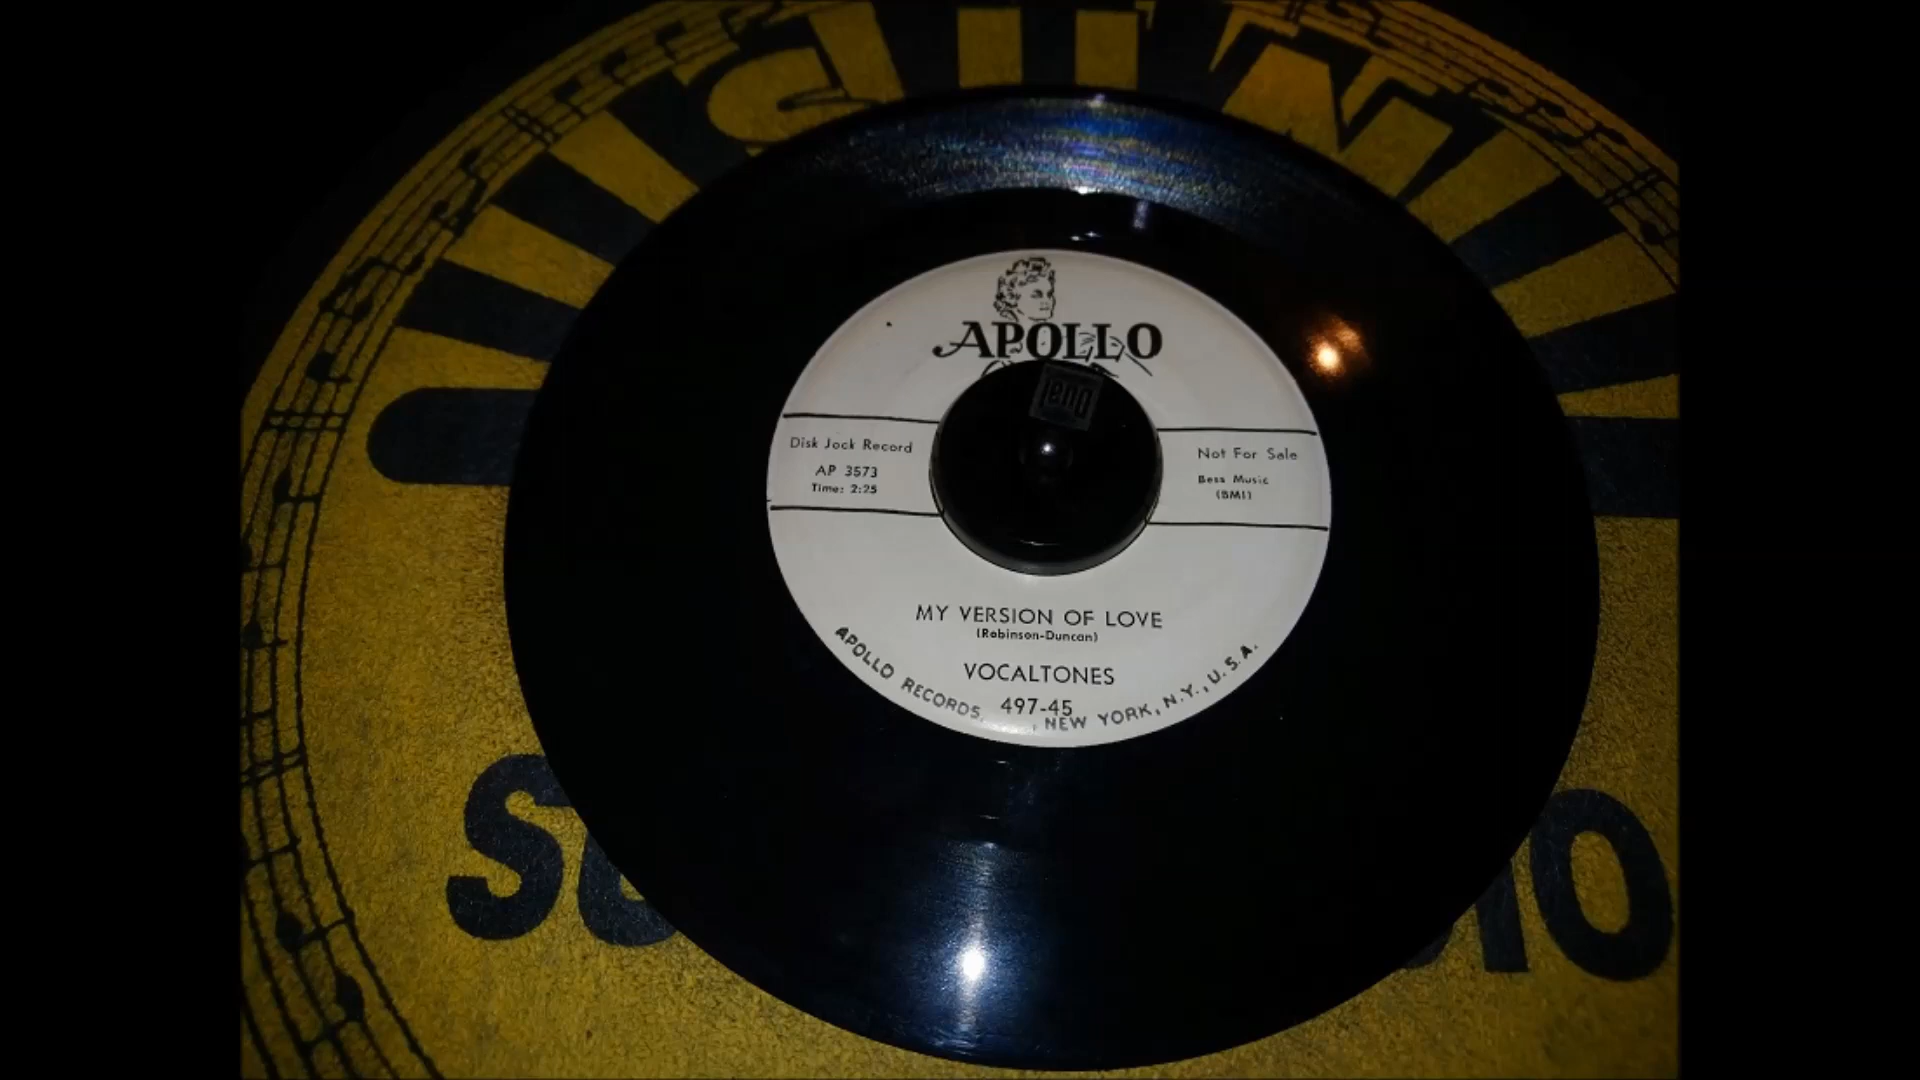 SUN
APOLLO
Disk Jock Record
AP 3573
Time: 2:25
Not For Sale
Bess Music
(BMI)
MY VERSION OF LOVE
(Robinson-Duncan)
VOCALTONES
497-45
APOLLO RECORDS, NEW YORK, N.Y., U.S.A.